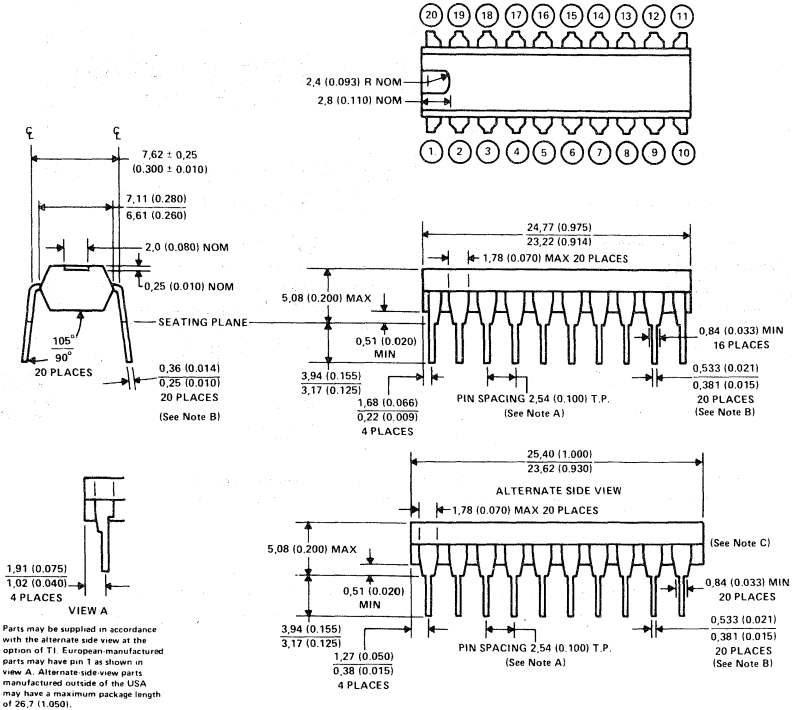 20 19 18 17 16 15 14 13 12 11
2,4 (0.093) R NOM
2,8 (0.110) NOM
1 2 3 4 5 6 7 8 9 10
℄ ℄
7,62 ± 0,25
(0.300 ± 0.010)
7,11 (0.280)
6,61 (0.260)
2,0 (0.080) NOM
0,25 (0.010) NOM
SEATING PLANE
105°
90°
20 PLACES
0,36 (0.014)
0,25 (0.010)
20 PLACES
(See Note B)
24,77 (0.975)
23,22 (0.914)
1,78 (0.070) MAX 20 PLACES
5,08 (0.200) MAX
0,51 (0.020)
MIN
3,94 (0.155)
3,17 (0.125)
1,68 (0.066)
0,22 (0.009)
4 PLACES
PIN SPACING 2,54 (0.100) T.P.
(See Note A)
0,84 (0.033) MIN
16 PLACES
0,533 (0.021)
0,381 (0.015)
20 PLACES
(See Note B)
25,40 (1.000)
23,62 (0.930)
ALTERNATE SIDE VIEW
1,78 (0.070) MAX 20 PLACES
(See Note C)
5,08 (0.200) MAX
0,51 (0.020)
MIN
3,94 (0.155)
3,17 (0.125)
1,27 (0.050)
0,38 (0.015)
4 PLACES
PIN SPACING 2,54 (0.100) T.P.
(See Note A)
0,84 (0.033) MIN
20 PLACES
0,533 (0.021)
0,381 (0.015)
20 PLACES
(See Note B)
1,91 (0.075)
1,02 (0.040)
4 PLACES
VIEW A
Parts may be supplied in accordance
with the alternate side view at the
option of TI. European-manufactured
parts may have pin 1 as shown in
view A. Alternate-side-view parts
manufactured outside of the USA
may have a maximum package length
of 26,7 (1.050).